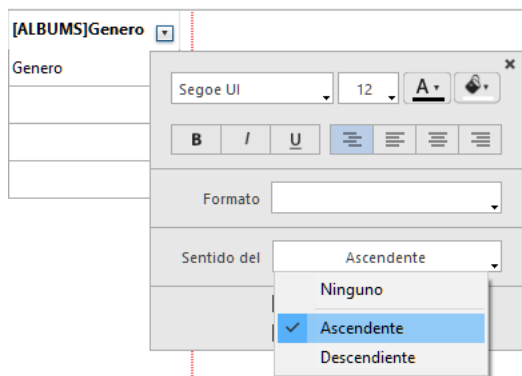 [ALBUMS]Genero
Genero
Segoe UI
12
A
B I U
Formato
Sentido del
Ascendente
Ninguno
Ascendente
Descendiente